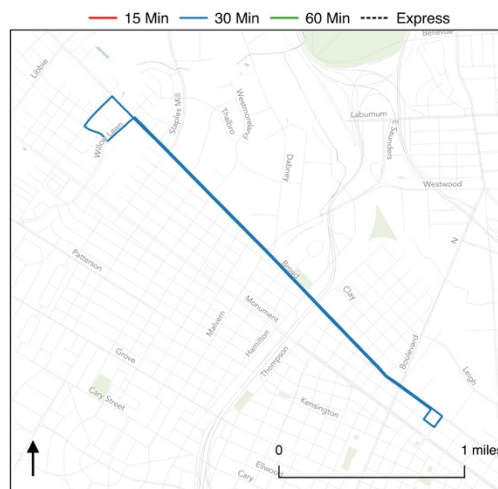 15 Min 30 Min 60 Min Express
Bellevue
Libbie
Staples Mill
Westmoreland
Thalbro
Laburnum
E Saunders
Willow Lawn
Dabney
Westwood
N
Patterson
Broad
Clay
Monument
Malvern
Hamilton
Boulevard
Thompson
Grove
Leigh
Cary Street
Kensington
0 1 miles
Ellwood
Cary